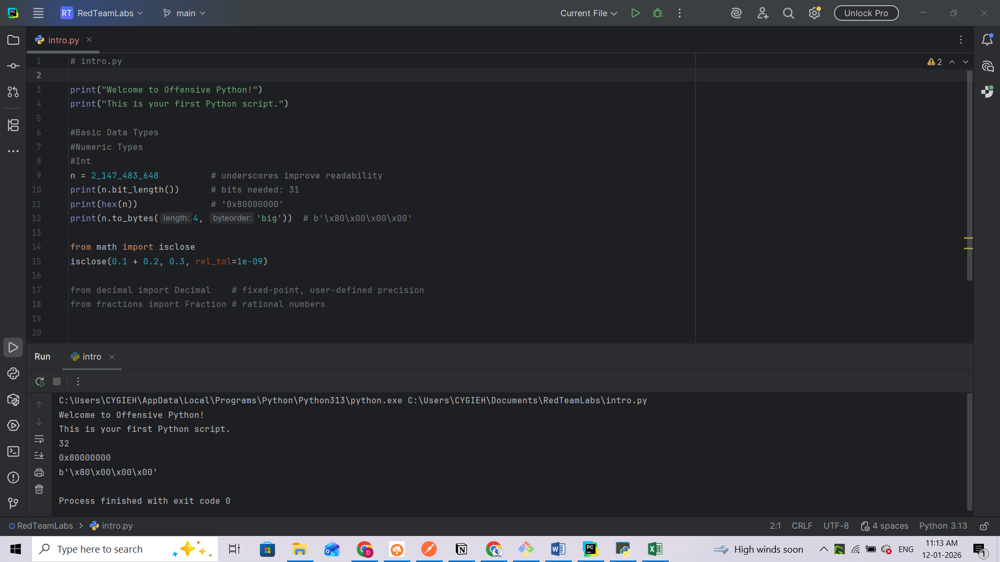 PC
RT RedTeamLabs main Current File Unlock Pro
intro.py
1 # intro.py
2
2
3 print("Welcome to Offensive Python!")
4 print("This is your first Python script.")
5
6 #Basic Data Types
7 #Numeric Types
8 #Int
9 n = 2_147_483_648 # underscores improve readability
10 print(n.bit_length()) # bits needed: 31
11 print(hex(n)) # '0x80000000'
12 print(n.to_bytes( length: 4, byteorder: 'big')) # b'\x80\x00\x00\x00'
13
14 from math import isclose
15 isclose(0.1 + 0.2, 0.3, rel_tol=1e-09)
16
17 from decimal import Decimal # fixed-point, user-defined precision
18 from fractions import Fraction # rational numbers
19
20
Run intro
C:\Users\CYGIEH\AppData\Local\Programs\Python\Python313\python.exe C:\Users\CYGIEH\Documents\RedTeamLabs\intro.py
Welcome to Offensive Python!
This is your first Python script.
32
0x80000000
b'\x80\x00\x00\x00'
Process finished with exit code 0
RedTeamLabs > intro.py 2:1 CRLF UTF-8 4 spaces Python 3.13
Type here to search High winds soon ENG 11:13 AM
12-01-2026 1